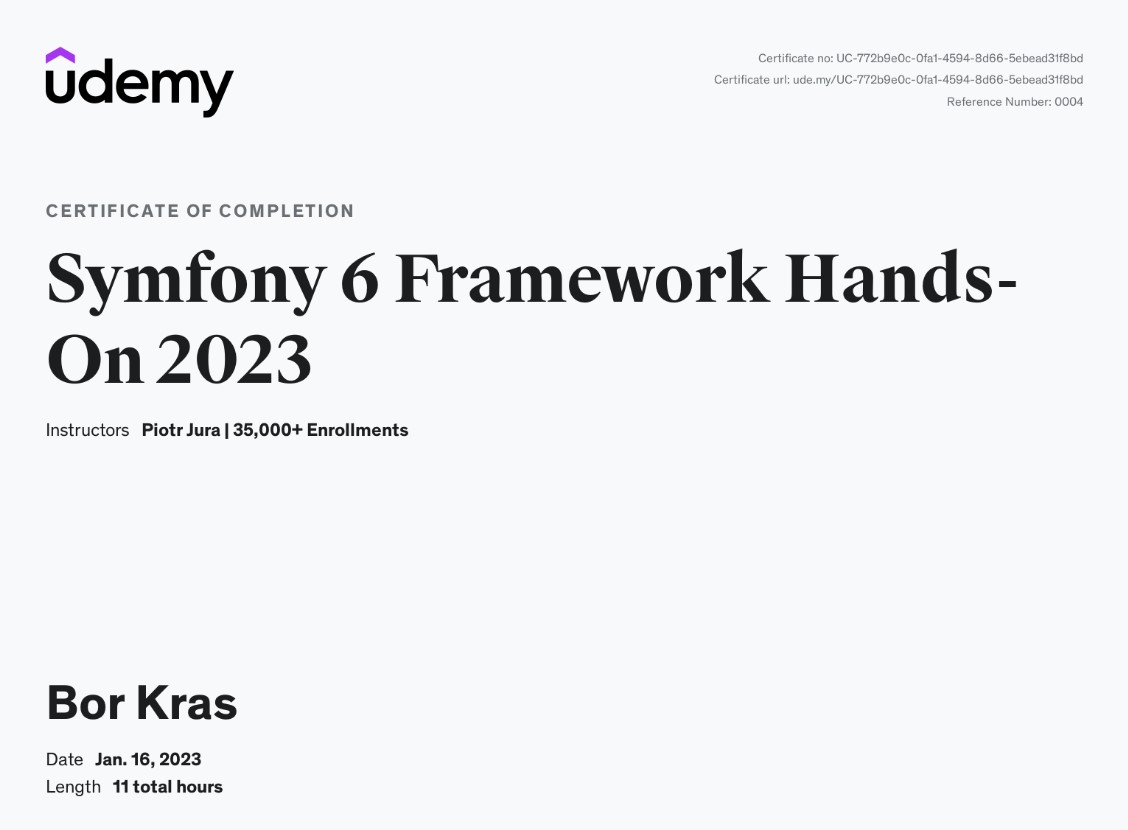 udemy
Certificate no: UC-772b9e0c-0fa1-4594-8d66-5ebead31f8bd
Certificate url: ude.my/UC-772b9e0c-0fa1-4594-8d66-5ebead31f8bd
Reference Number: 0004
CERTIFICATE OF COMPLETION
Symfony 6 Framework Hands-
On 2023
Instructors Piotr Jura | 35,000+ Enrollments
Bor Kras
Date Jan. 16, 2023
Length 11 total hours